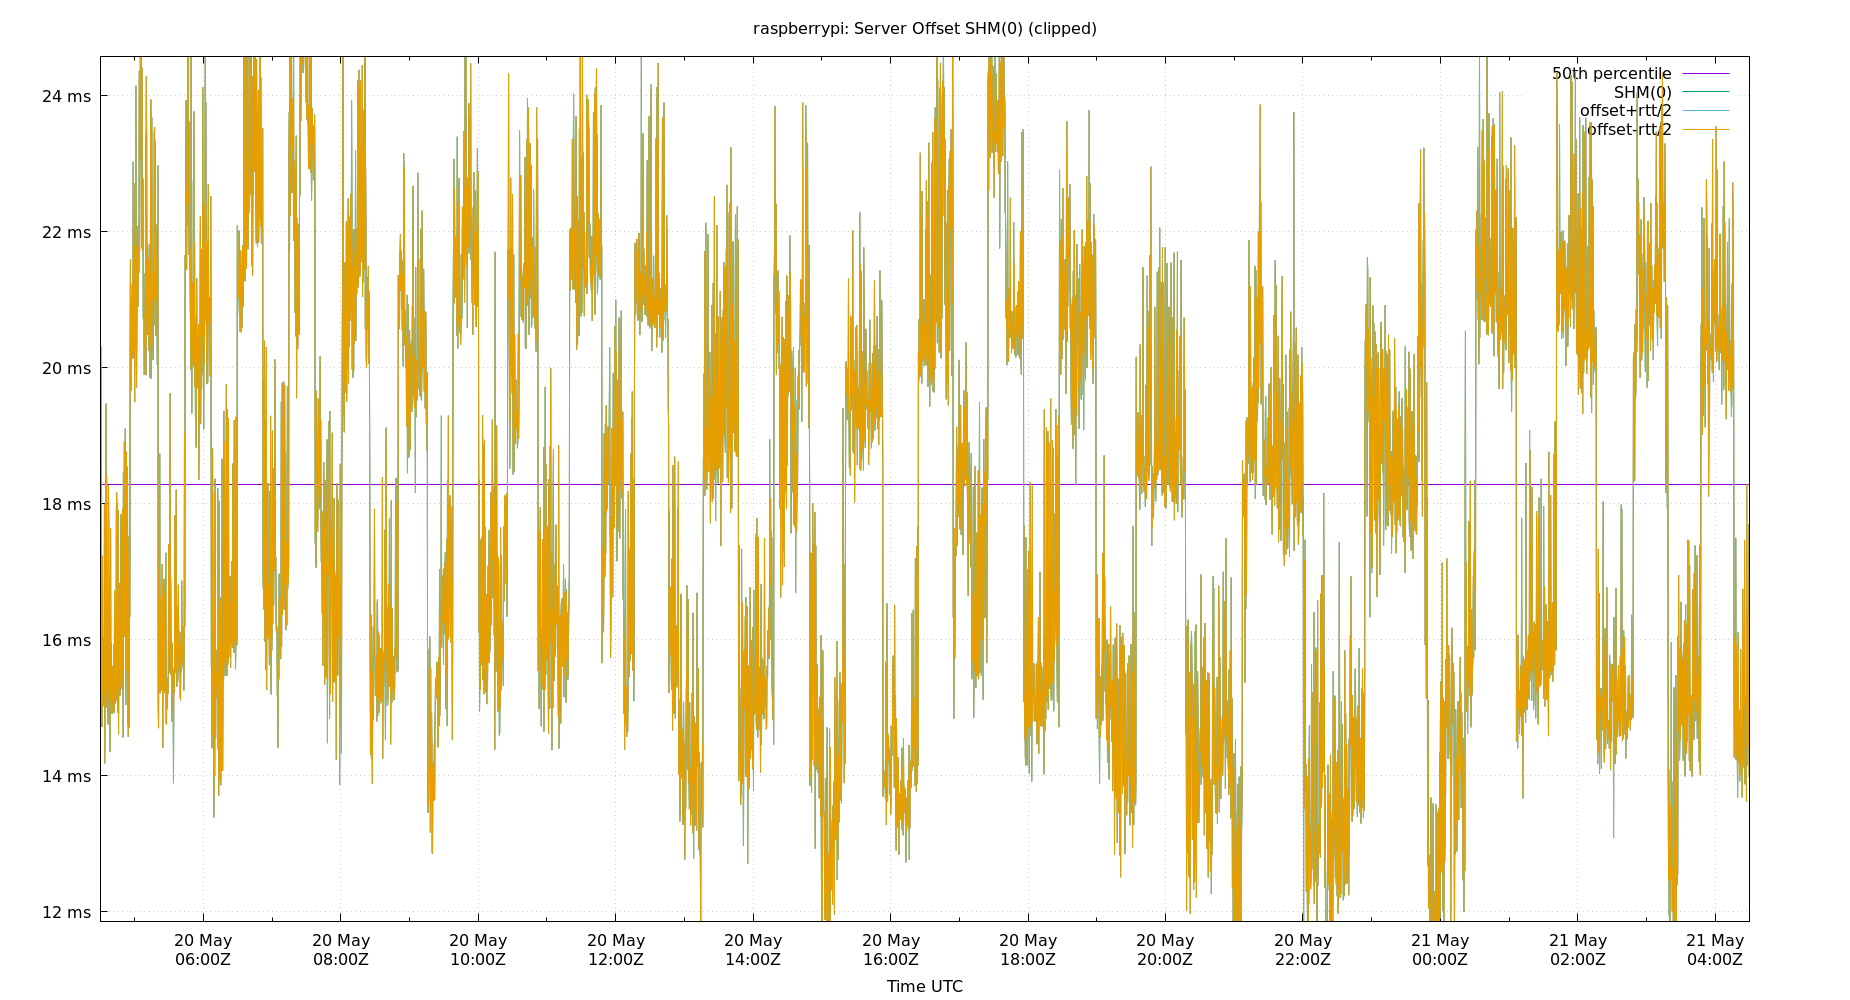 raspberrypi: Server Offset SHM(0) (clipped)
50th percentile
SHM(0)
offset+rtt/2
offset-rtt/2
24 ms
22 ms
20 ms
18 ms
16 ms
14 ms
12 ms
20 May 20 May 20 May 20 May 20 May 20 May 20 May 20 May 20 May 21 May 21 May 21 May
06:00Z 08:00Z 10:00Z 12:00Z 14:00Z 16:00Z 18:00Z 20:00Z 22:00Z 00:00Z 02:00Z 04:00Z
Time UTC